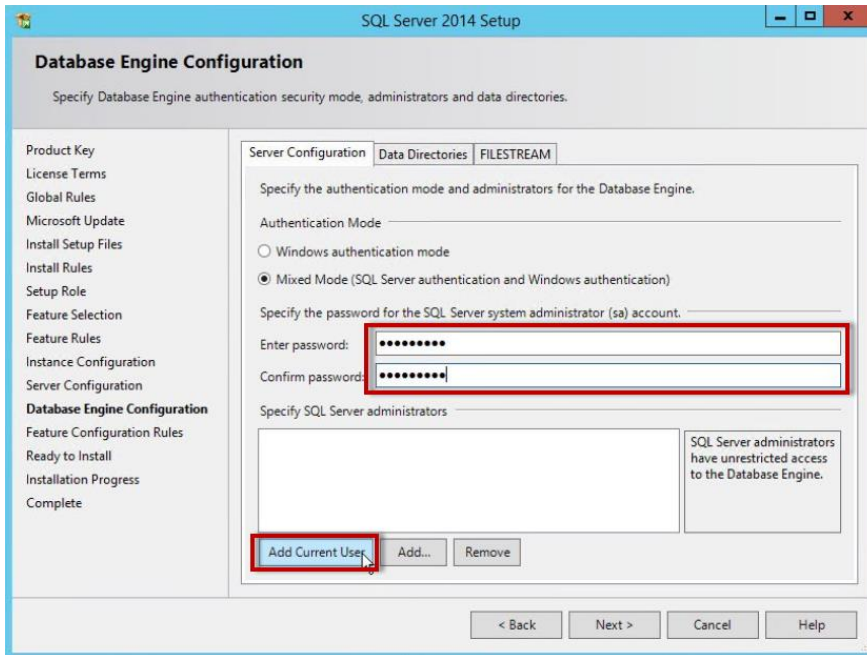 SQL Server 2014 Setup
Database Engine Configuration
Specify Database Engine authentication security mode, administrators and data directories.
Product Key
License Terms
Global Rules
Microsoft Update
Install Setup Files
Install Rules
Setup Role
Feature Selection
Feature Rules
Instance Configuration
Server Configuration
Database Engine Configuration
Feature Configuration Rules
Ready to Install
Installation Progress
Complete
Server Configuration Data Directories FILESTREAM
Specify the authentication mode and administrators for the Database Engine.
Authentication Mode
Windows authentication mode
Mixed Mode (SQL Server authentication and Windows authentication)
Specify the password for the SQL Server system administrator (sa) account.
Enter password: •••••••••
Confirm password: •••••••••
Specify SQL Server administrators
SQL Server administrators
have unrestricted access
to the Database Engine.
Add Current User Add... Remove
< Back Next > Cancel Help